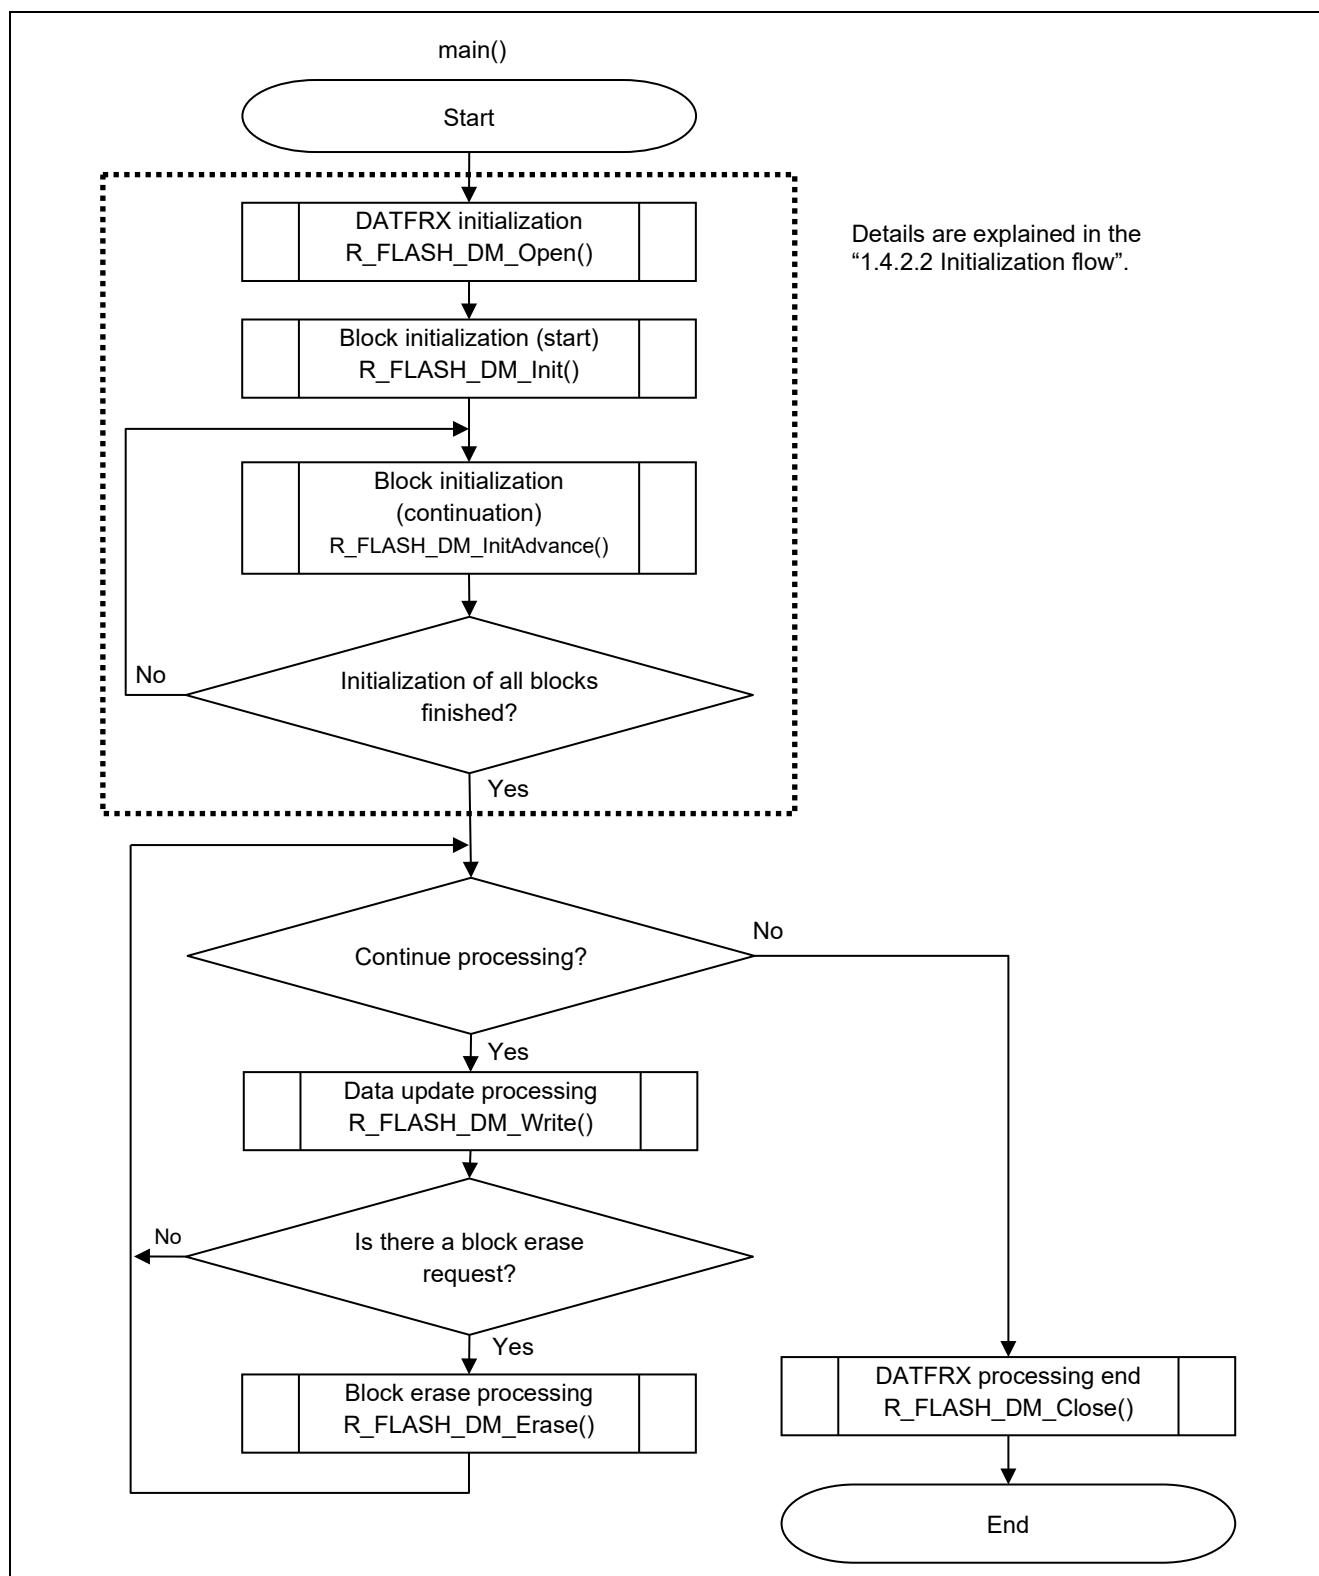 main()
Start
DATFRX initialization
R_FLASH_DM_Open()
Details are explained in the
“1.4.2.2 Initialization flow”.
Block initialization (start)
R_FLASH_DM_Init()
Block initialization
(continuation)
R_FLASH_DM_InitAdvance()
No
Initialization of all blocks
finished?
Yes
Continue processing?
No
Yes
Data update processing
R_FLASH_DM_Write()
No
Is there a block erase
request?
Yes
Block erase processing
R_FLASH_DM_Erase()
DATFRX processing end
R_FLASH_DM_Close()
End